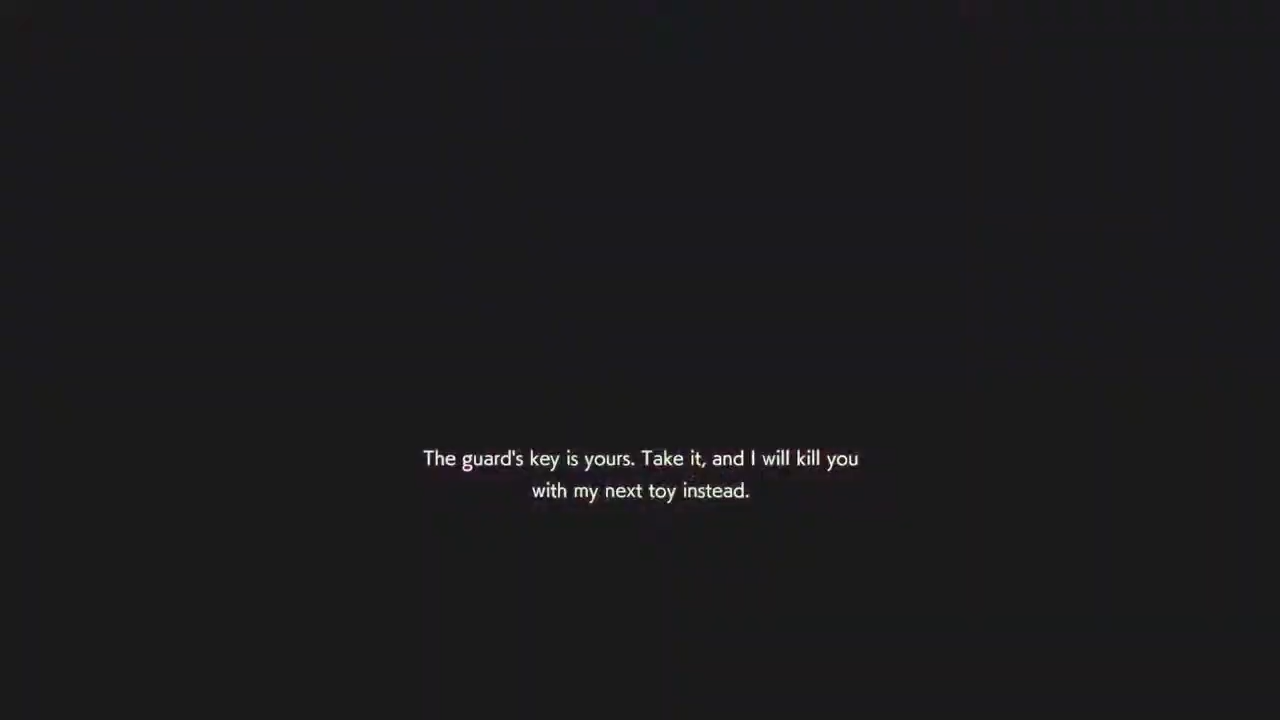 The guard's key is yours. Take it, and I will kill you
with my next toy instead.